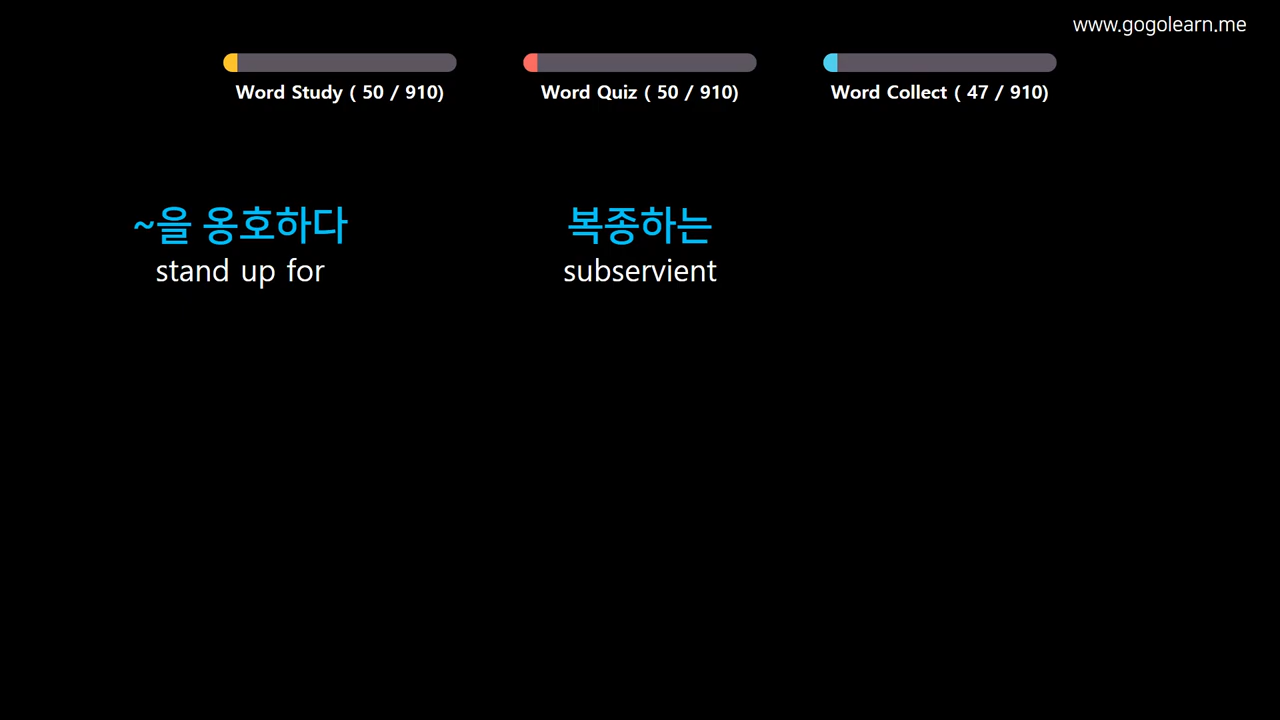 www.gogolearn.me
Word Study ( 50 / 910)
Word Quiz ( 50 / 910)
Word Collect ( 47 / 910)
~을 옹호하다
stand up for
복종하는
subservient